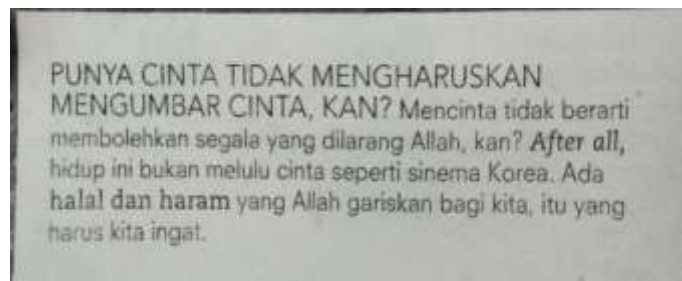 PUNYA CINTA TIDAK MENGHARUSKAN
MENGUMBAR CINTA, KAN? Mencinta tidak berarti
membolehkan segala yang dilarang Allah, kan? After all,
hidup ini bukan melulu cinta seperti sinema Korea. Ada
halal dan haram yang Allah gariskan bagi kita, itu yang
harus kita ingat.